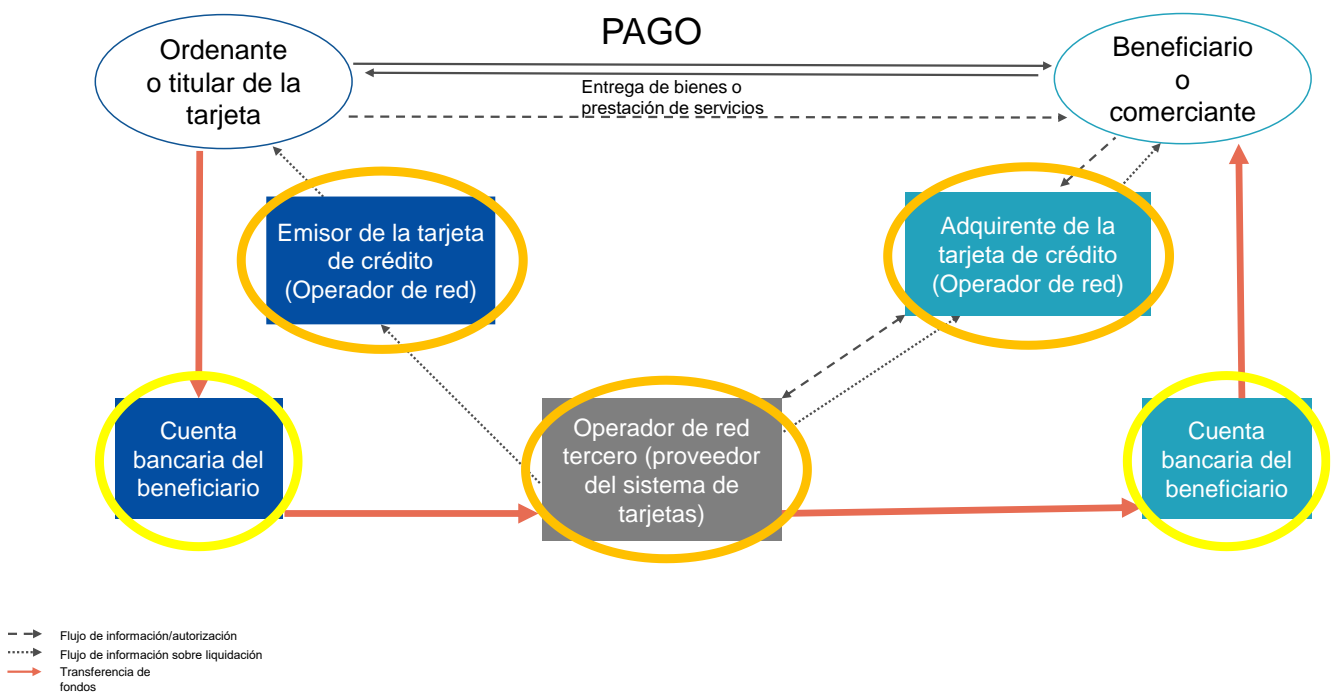 PAGO
Ordenante
o titular de la
tarjeta
Beneficiario
o
comerciante
Entrega de bienes o
prestación de servicios
Emisor de la tarjeta
de crédito
(Operador de red)
Adquirente de la
tarjeta de crédito
(Operador de red)
Cuenta
bancaria del
beneficiario
Operador de red
tercero (proveedor
del sistema de
tarjetas)
Cuenta
bancaria del
beneficiario
Flujo de información/autorización
Flujo de información sobre liquidación
Transferencia de
fondos